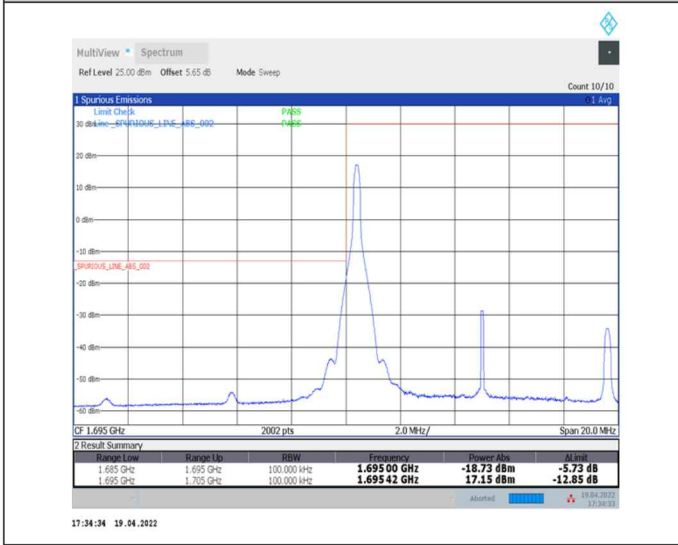 MultiView Spectrum
Ref Level 25.00 dBm Offset 5.65 dB Mode Sweep
Count 10/10
1 Spurious Emissions 1 Avg
Limit Check PASS
30 dBm Line _SPURIOUS_LINE_ABS_002 PASS
20 dBm
10 dBm
0 dBm
-10 dBm
_SPURIOUS_LINE_ABS_002
-20 dBm
-30 dBm
-40 dBm
-50 dBm
-60 dBm
CF 1.695 GHz 2002 pts 2.0 MHz/ Span 20.0 MHz
2 Result Summary
Range Low Range Up RBW Frequency Power Abs ΔLimit
1.685 GHz 1.695 GHz 100.000 kHz 1.69500 GHz -18.73 dBm -5.73 dB
1.695 GHz 1.705 GHz 100.000 kHz 1.69542 GHz 17.15 dBm -12.85 dB
Aborted 19.04.2022
17:34:33
17:34:34 19.04.2022